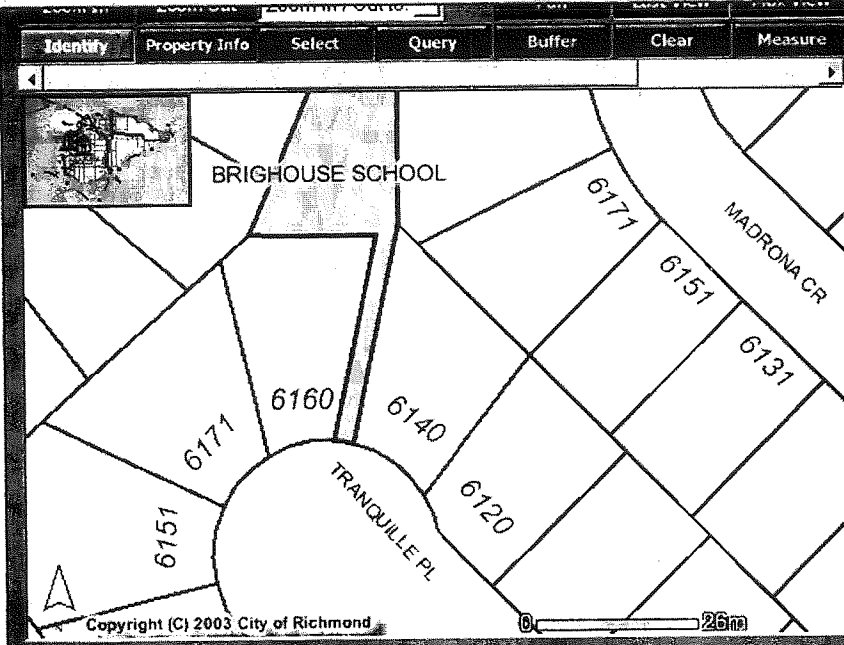 Identify Property Info Select Query Buffer Clear Measure
BRIGHOUSE SCHOOL
6171
MADRONA CR
6151
6131
6160
6140
6171
TRANQUILLE PL
6120
6151
Copyright (C) 2003 City of Richmond
0 26m